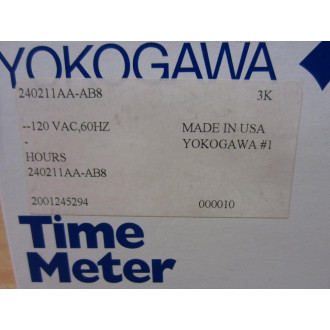 YOKOGAWA
240211AA-AB8 3K
--120 VAC,60HZ MADE IN USA
- YOKOGAWA #1
HOURS
240211AA-AB8
2001245294 000010
Time
Meter